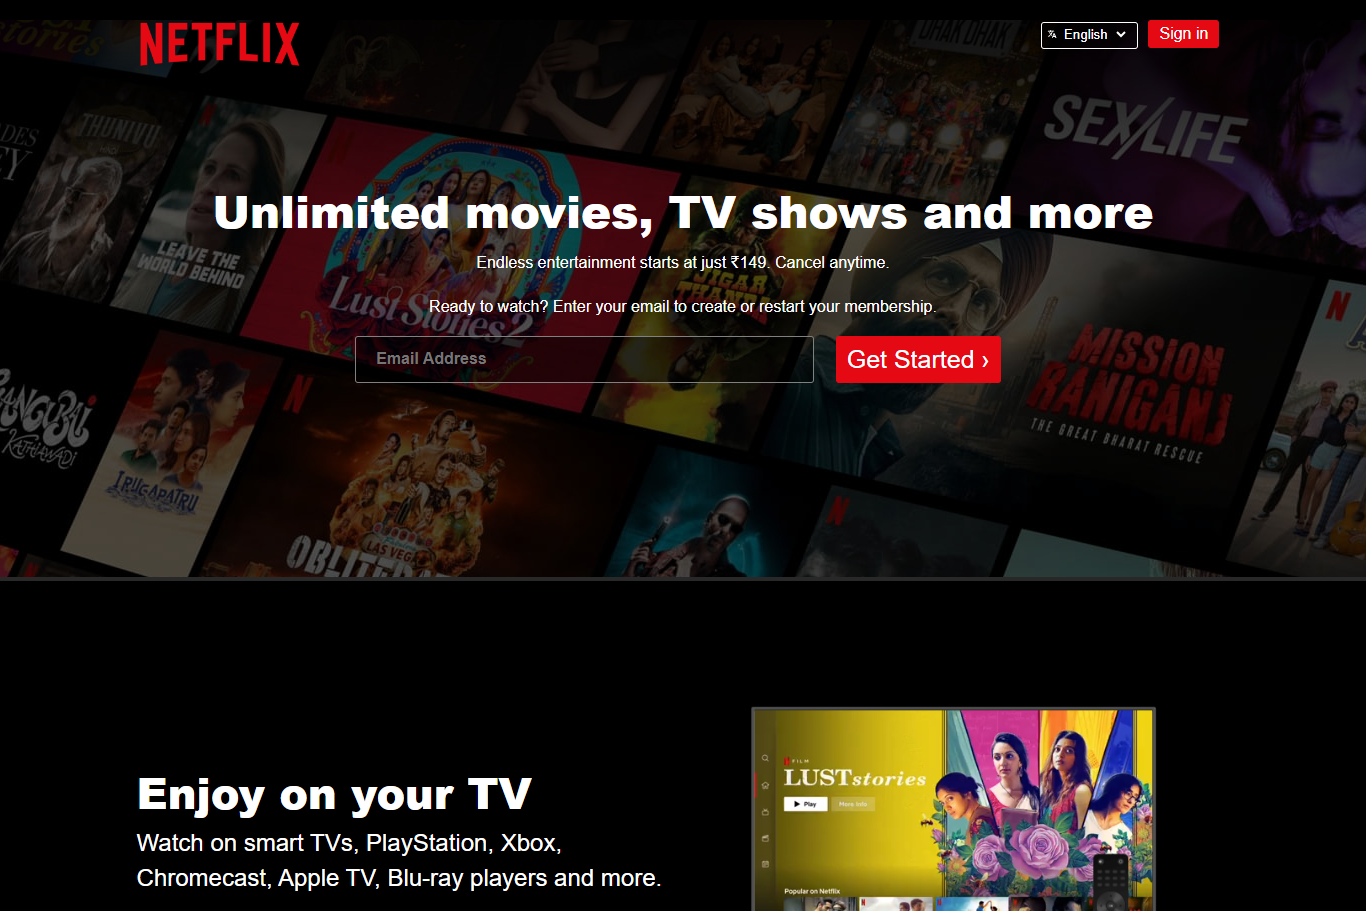 stories
DHAK DHAK
NETFLIX
English
Sign in
SEX/LIFE
THUNIVU
LEAVE THE
WORLD BEHIND
Unlimited movies, TV shows and more
Endless entertainment starts at just ₹149. Cancel anytime.
JIGAR
THANDA
Lust Stories 2
Ready to watch? Enter your email to create or restart your membership.
Email Address
Get Started ›
MISSION
RANIGANJ
THE GREAT BHARAT RESCUE
KATHIAWADI
IRUGAPATRU
LAS VEGAS
Enjoy on your TV
Watch on smart TVs, PlayStation, Xbox,
Chromecast, Apple TV, Blu-ray players and more.
N FILM
LUST stories
Play
More Info
Popular on Netflix